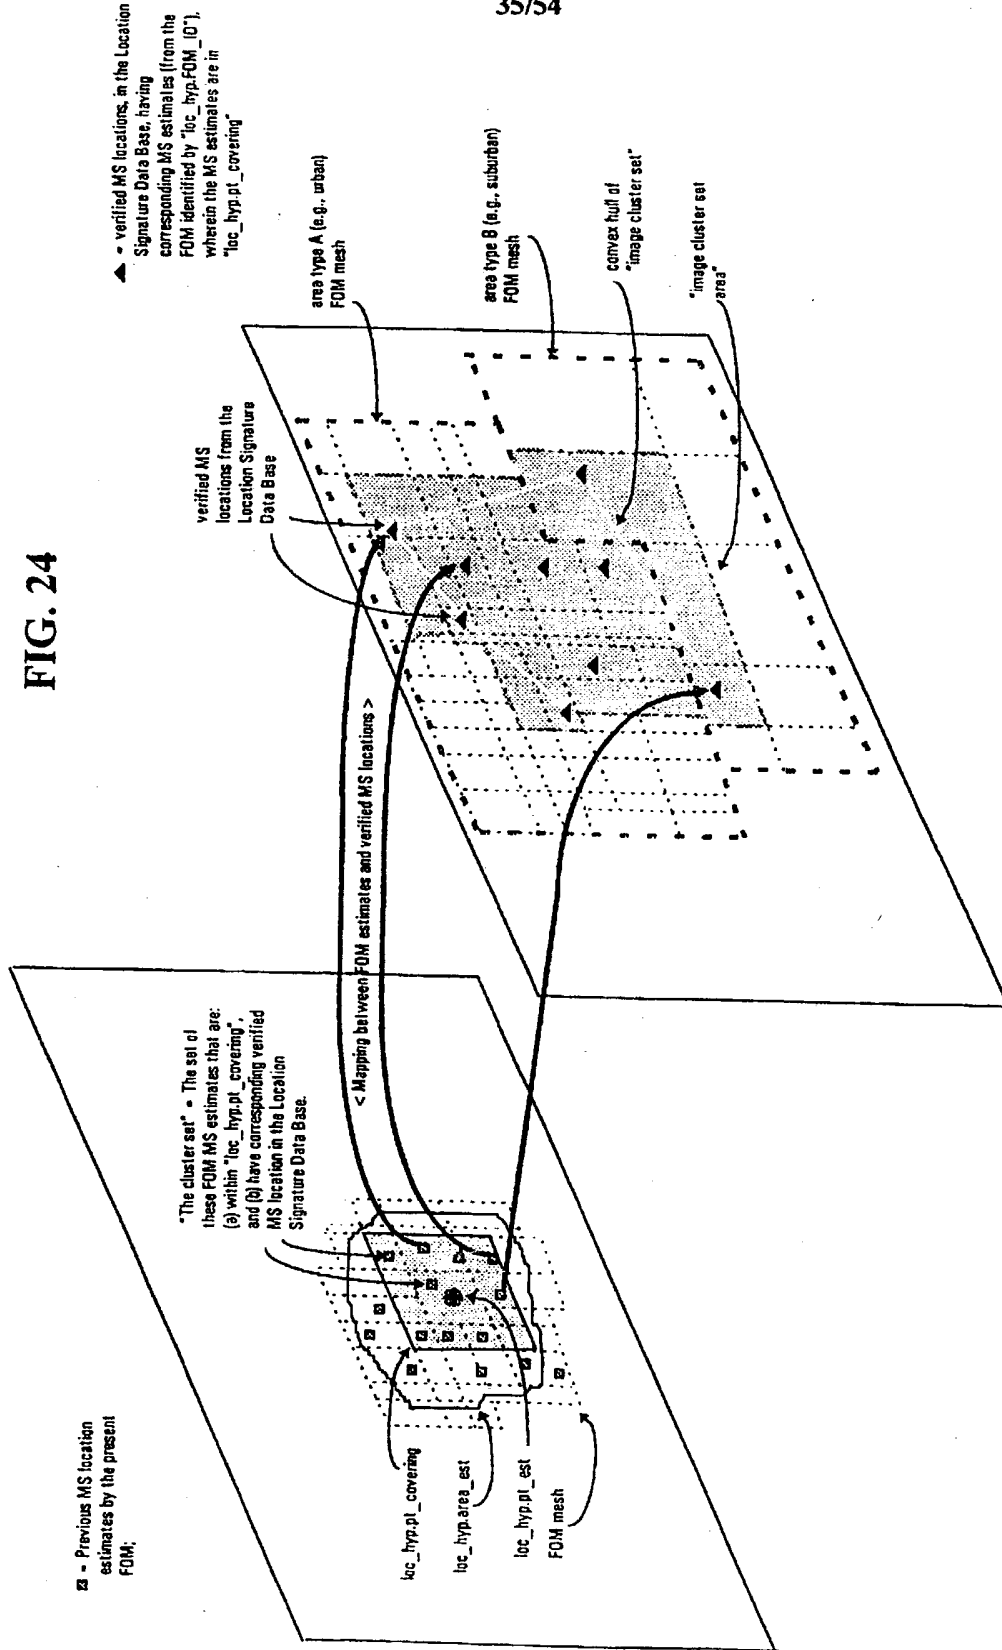 35/54
FIG. 24
▲ = verified MS locations, in the Location
Signature Data Base, having
corresponding MS estimates (from the
FOM identified by "loc_hyp.FOM_ID"),
wherein the MS estimates are in
"loc_hyp.pt_covering"
area type A (e.g., urban)
FOM mesh
area type B (e.g., suburban)
FOM mesh
convex hull of
"image cluster set"
"image cluster set
area"
verified MS
locations from the
Location Signature
Data Base
< Mapping between FOM estimates and verified MS locations >
"The cluster set" = The set of
these FOM MS estimates that are:
(a) within "loc_hyp.pt_covering",
and (b) have corresponding verified
MS location in the Location
Signature Data Base.
- Previous MS location
estimates by the present
FOM;
loc_hyp.pt_covering
loc_hyp.area_est
loc_hyp.pt_est
FOM mesh